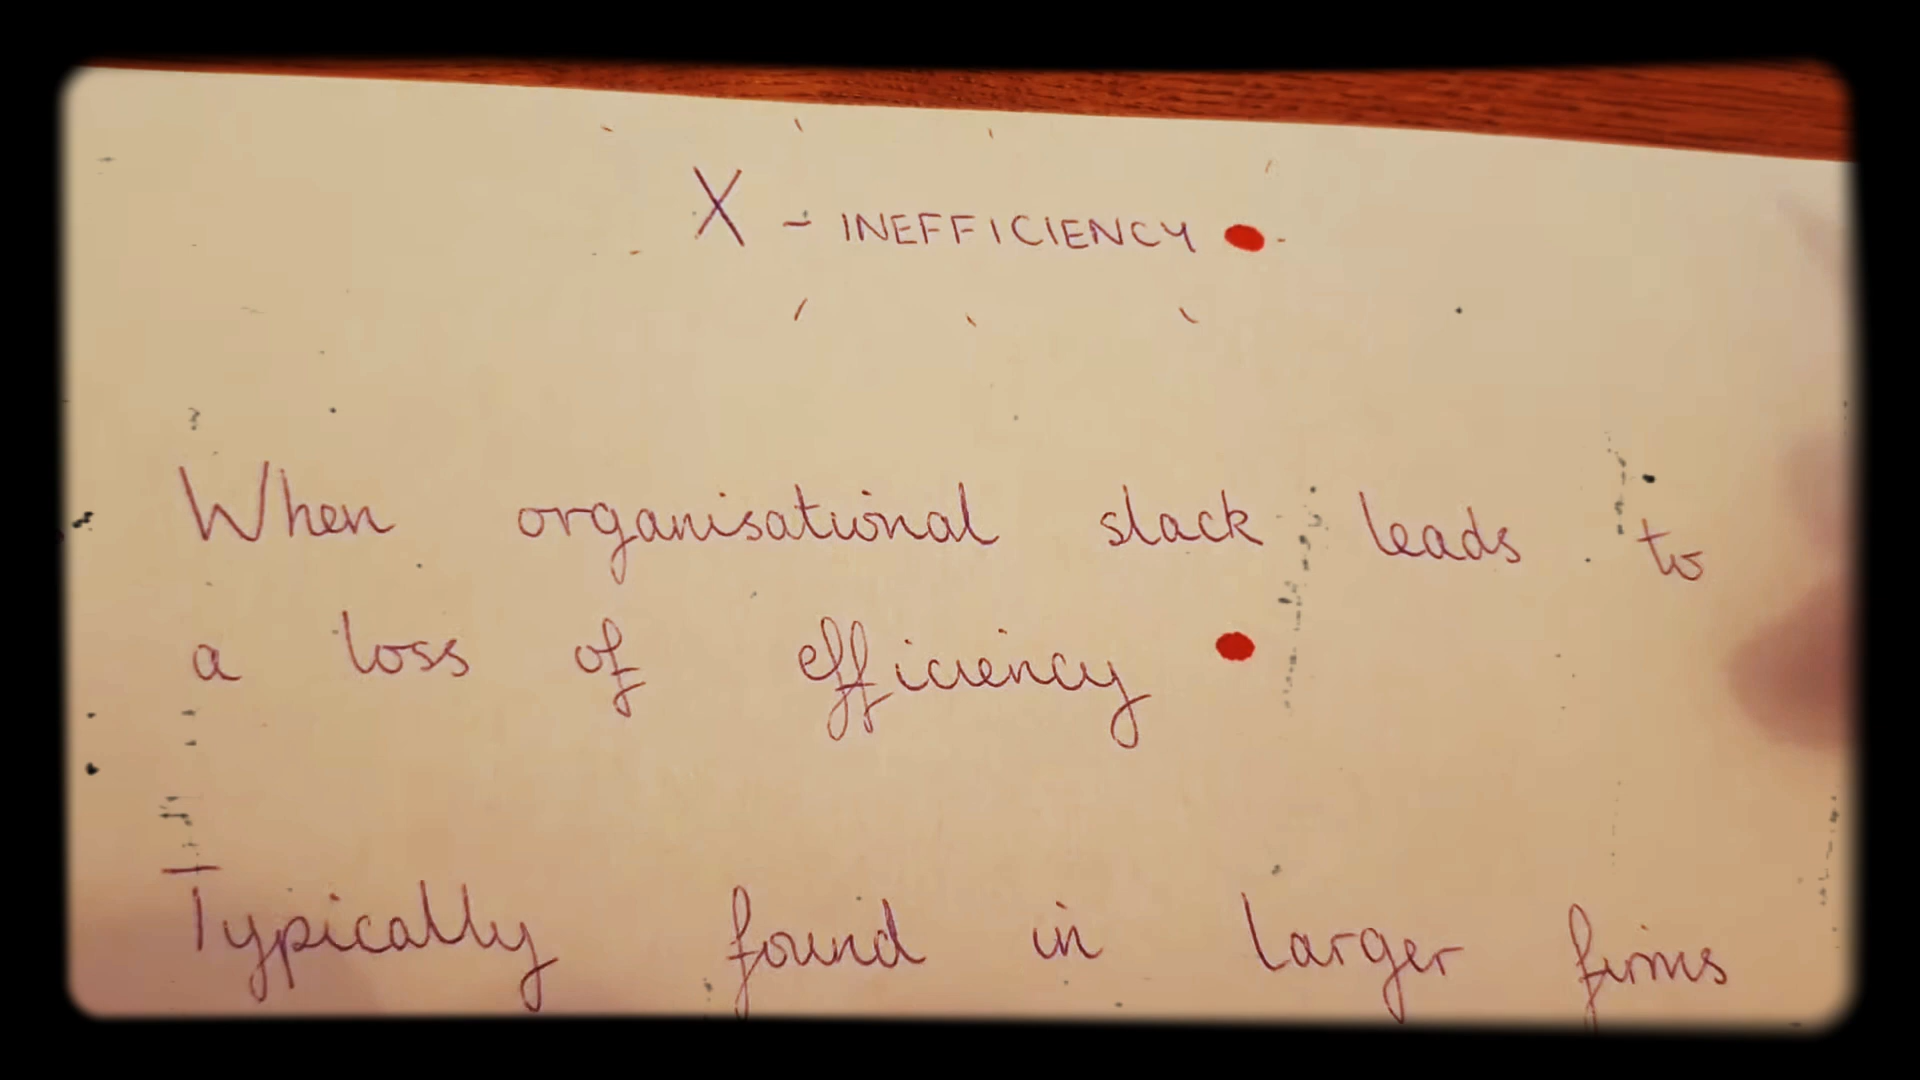 X - INEFFICIENCY
When organisational slack leads to
a loss of efficiency
Typically found in larger firms